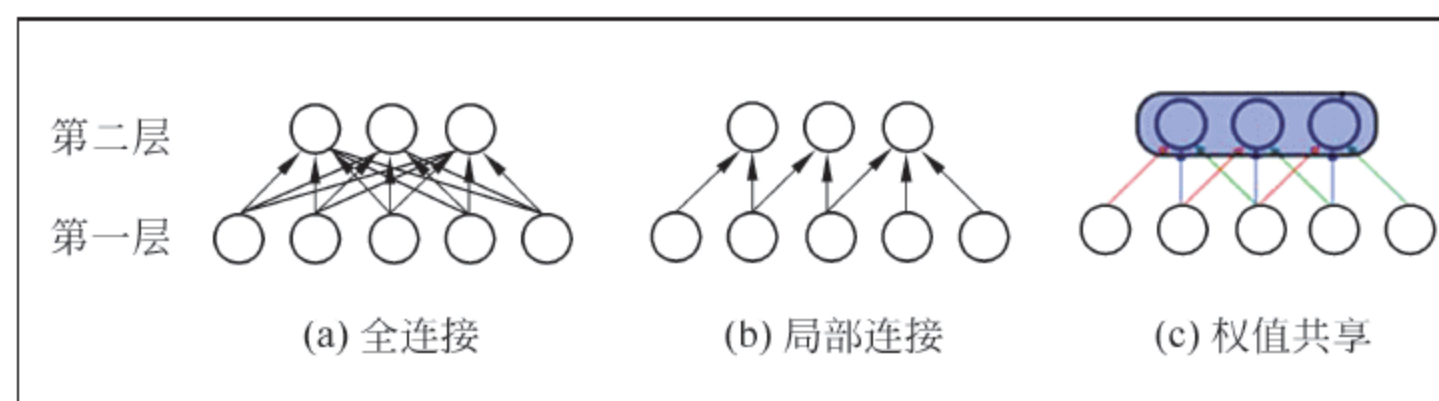 第二层
第一层
(a) 全连接
(b) 局部连接
(c) 权值共享